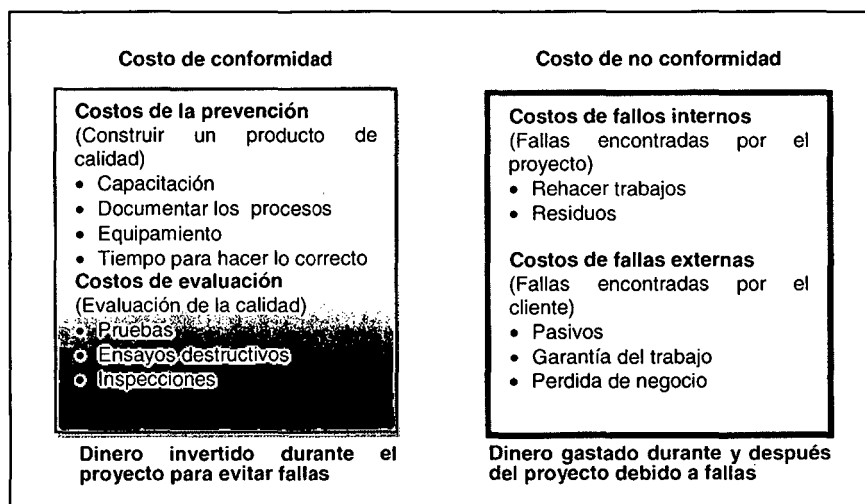 Costo de conformidad
Costos de la prevención
(Construir un producto de
calidad)
• Capacitación
• Documentar los procesos
• Equipamiento
• Tiempo para hacer lo correcto
Costos de evaluación
(Evaluación de la calidad)
• Pruebas
• Ensayos destructivos
• Inspecciones
Dinero invertido durante el
proyecto para evitar fallas
Costo de no conformidad
Costos de fallos internos
(Fallas encontradas por el
proyecto)
• Rehacer trabajos
• Residuos
Costos de fallas externas
(Fallas encontradas por el
cliente)
• Pasivos
• Garantía del trabajo
• Perdida de negocio
Dinero gastado durante y después
del proyecto debido a fallas